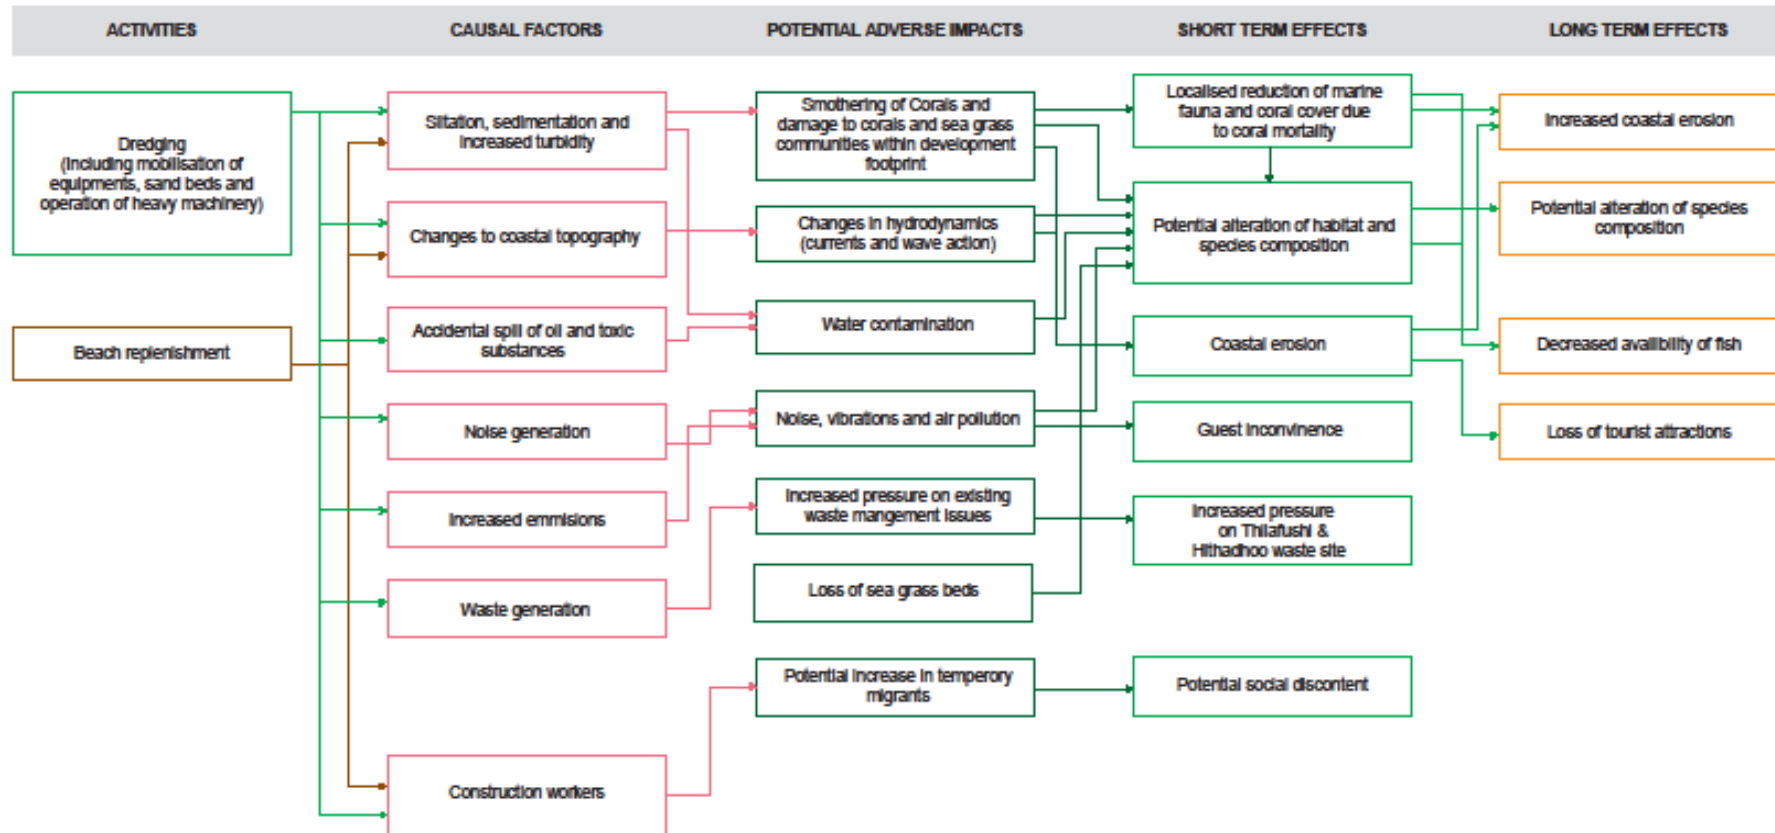 ACTIVITIES
CAUSAL FACTORS
POTENTIAL ADVERSE IMPACTS
SHORT TERM EFFECTS
LONG TERM EFFECTS
Dredging
(Including mobilisation of
equipments, sand beds and
operation of heavy machinery)
Beach replenishment
Siltation, sedimentation and
increased turbidity
Changes to coastal topography
Accidental spill of oil and toxic
substances
Noise generation
Increased emmisions
Waste generation
Construction workers
Smothering of Corals and
damage to corals and sea grass
communities within development
footprint
Changes in hydrodynamics
(currents and wave action)
Water contamination
Noise, vibrations and air pollution
Increased pressure on existing
waste mangement issues
Loss of sea grass beds
Potential increase in temperory
migrants
Localised reduction of marine
fauna and coral cover due
to coral mortality
Potential alteration of habitat and
species composition
Coastal erosion
Guest inconvinence
Increased pressure
on Thilafushi &
Hithadhoo waste site
Potential social discontent
Increased coastal erosion
Potential alteration of species
composition
Decreased availibility of fish
Loss of tourist attractions